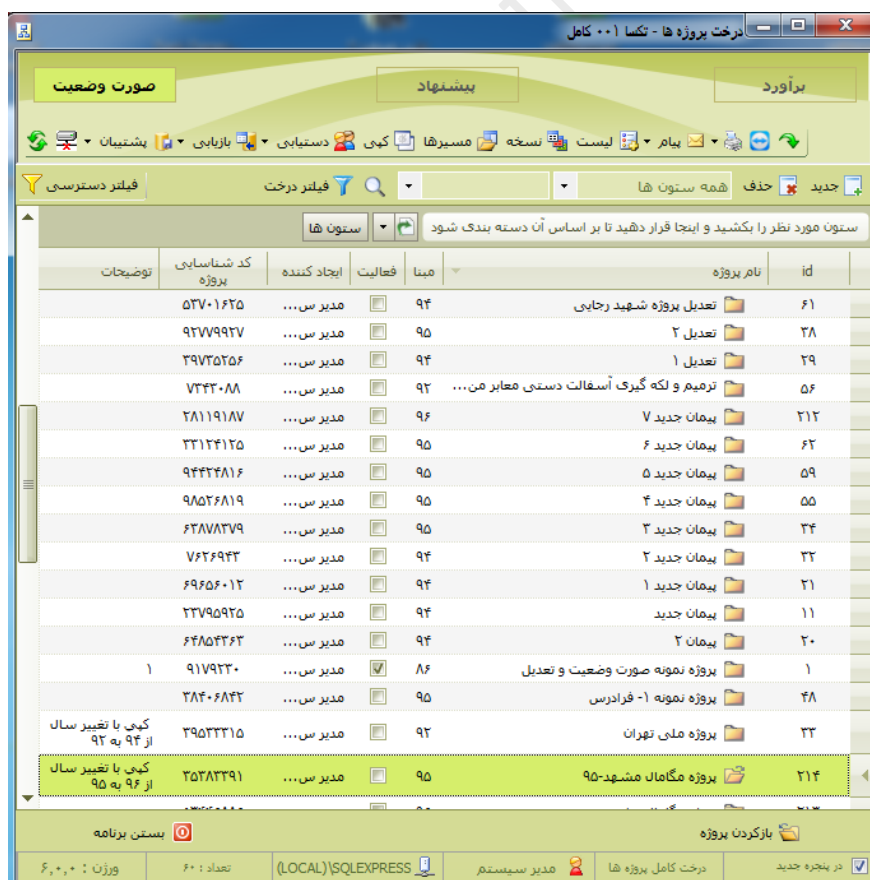 درخت پروژه ها - تکسا ۰۰۱ کامل
برآورد
پیشنهاد
صورت وضعیت
پیام لیست نسخه مسیرها کپی دستیابی بازیابی پشتیبان
جدید حذف همه ستون ها فیلتر درخت فیلتر دسترسی
ستون مورد نظر را بکشید و اینجا قرار دهید تا بر اساس آن دسته بندی شود ستون ها
id نام پروژه مبنا فعالیت ایجاد کننده کد شناسایی پروژه توضیحات
۶۱ تعدیل پروژه شهید رجایی ۹۴ مدیر س... ۵۳۷۰۱۶۲۵
۳۸ تعدیل ۲ ۹۵ مدیر س... ۹۲۷۷۹۹۲۷
۲۹ تعدیل ۱ ۹۴ مدیر س... ۳۹۷۳۵۲۵۶
۵۶ ترمیم و لکه گیری آسفالت دستی معابر من... ۹۲ مدیر س... ۷۳۴۳۰۸۸
۲۱۲ پیمان جدید ۷ ۹۶ مدیر س... ۲۸۱۱۹۱۸۷
۶۲ پیمان جدید ۶ ۹۵ مدیر س... ۳۳۱۲۴۱۲۵
۵۹ پیمان جدید ۵ ۹۵ مدیر س... ۹۴۴۲۴۸۱۶
۵۵ پیمان جدید ۴ ۹۵ مدیر س... ۹۸۵۲۶۸۱۹
۳۴ پیمان جدید ۳ ۹۵ مدیر س... ۶۳۸۷۸۳۷۹
۳۲ پیمان جدید ۲ ۹۴ مدیر س... ۷۶۲۶۹۴۳
۲۱ پیمان جدید ۱ ۹۴ مدیر س... ۶۹۶۵۶۰۱۲
۱۱ پیمان جدید ۹۴ مدیر س... ۲۳۷۹۵۹۲۵
۲۰ پیمان ۲ ۹۴ مدیر س... ۶۴۸۵۴۳۶۳
۱ پروژه نمونه صورت وضعیت و تعدیل ۸۶ مدیر س... ۹۱۷۹۲۳۰ ۱
۴۸ پروژه نمونه ۱- فرادرس ۹۵ مدیر س... ۳۸۴۰۶۸۴۲
۳۳ پروژه ملی تهران ۹۲ مدیر س... ۳۹۵۳۳۳۱۵ کپی با تغییر سال از ۹۴ به ۹۲
۲۱۴ پروژه مگامال مشهد-۹۵ ۹۵ مدیر س... ۳۵۳۸۳۳۹۱ کپی با تغییر سال از ۹۶ به ۹۵
بازکردن پروژه بستن برنامه
در پنجره جدید درخت کامل پروژه ها مدیر سیستم (LOCAL)\SQLEXPRESS تعداد : ۶۰ ورژن : ۶,۰,۰